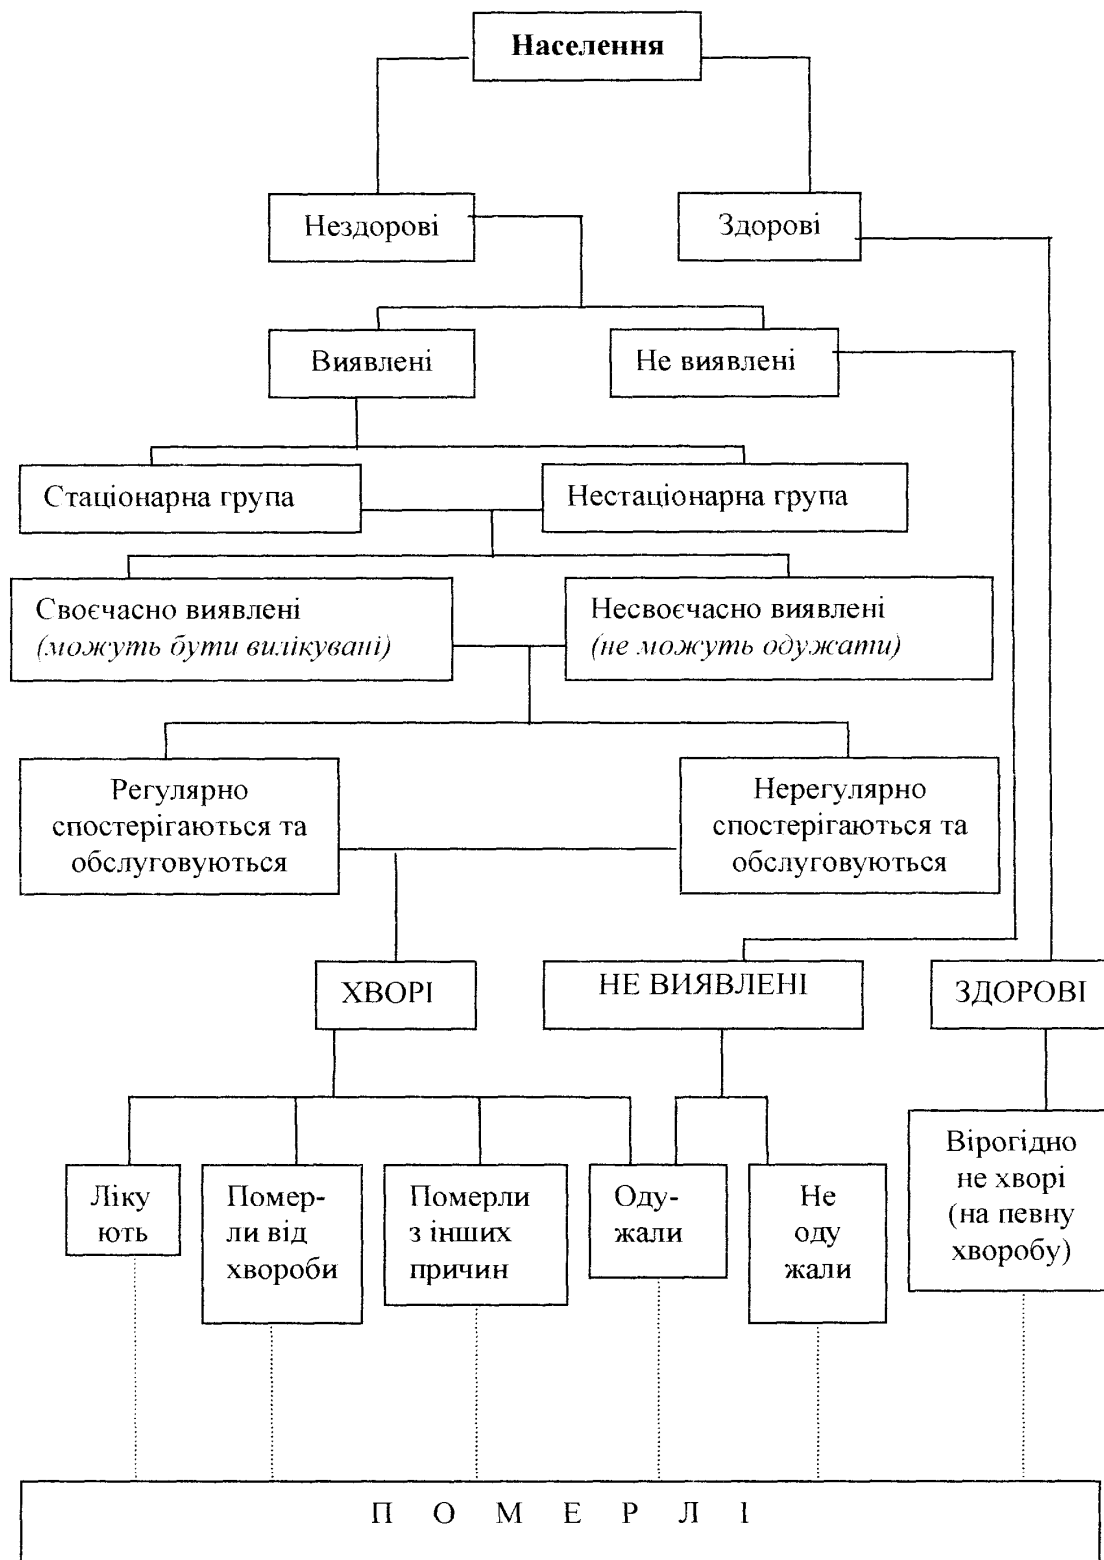 Населення
Нездорові
Здорові
Виявлені
Не виявлені
Стаціонарна група
Нестаціонарна група
Своєчасно виявлені
(можуть бути вилікувані)
Несвоєчасно виявлені
(не можуть одужати)
Регулярно
спостерігаються та
обслуговуються
Нерегулярно
спостерігаються та
обслуговуються
ХВОРІ
НЕ ВИЯВЛЕНІ
ЗДОРОВІ
Ліку
ють
Помер-
ли від
хвороби
Померли
з інших
причин
Оду-
жали
Не
оду
жали
Вірогідно
не хворі
(на певну
хворобу)
П О М Е Р Л І